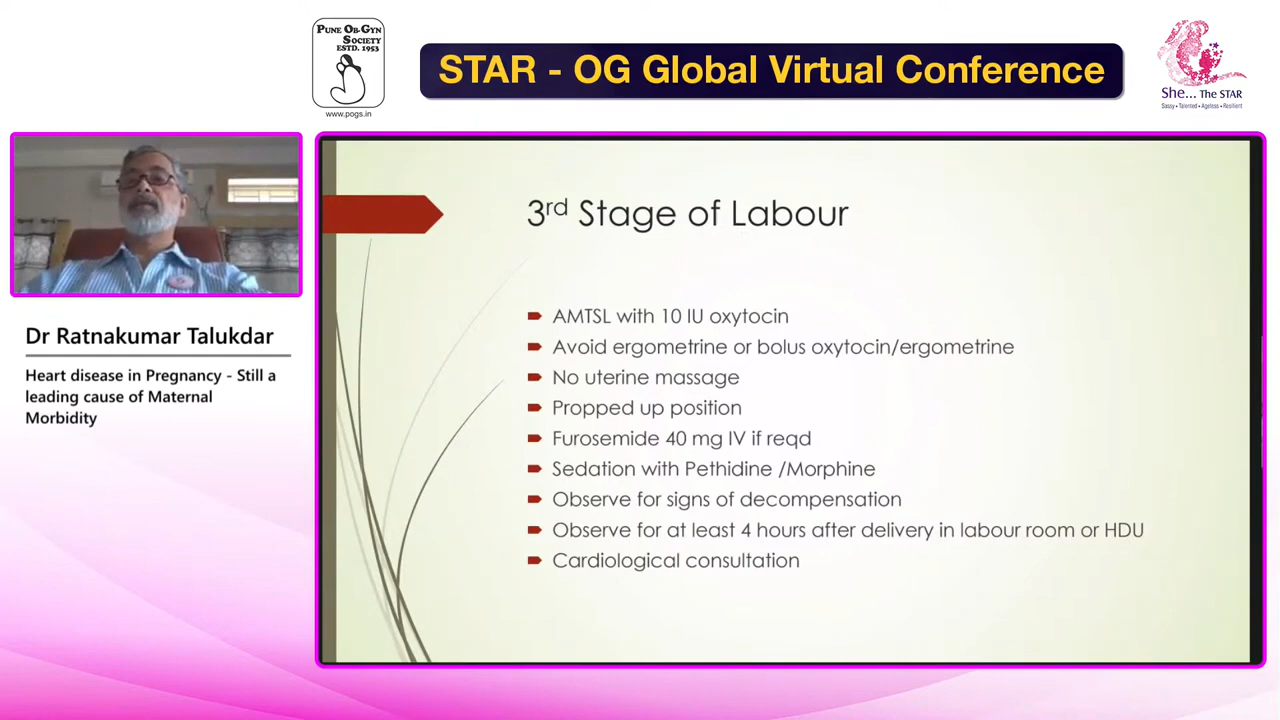 PUNE OB-GYN
SOCIETY
ESTD. 1953
www.pogs.in
STAR - OG Global Virtual Conference
She... The STAR
Sassy • Talented • Ageless • Resilient
Dr Ratnakumar Talukdar
Heart disease in Pregnancy - Still a
leading cause of Maternal
Morbidity
3rd Stage of Labour
AMTSL with 10 IU oxytocin
Avoid ergometrine or bolus oxytocin/ergometrine
No uterine massage
Propped up position
Furosemide 40 mg IV if reqd
Sedation with Pethidine /Morphine
Observe for signs of decompensation
Observe for at least 4 hours after delivery in labour room or HDU
Cardiological consultation